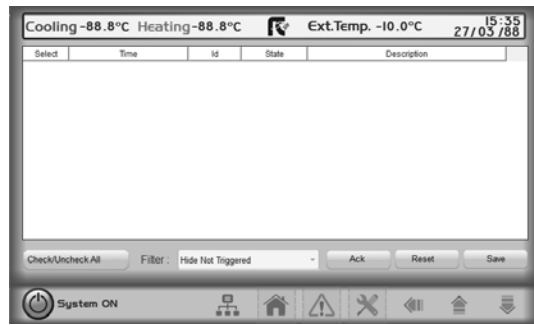 Cooling -88.8°C Heating -88.8°C Ext.Temp. -10.0°C 15:35
27/03/88
Select Time Id State Description
Check/Uncheck All Filter : Hide Not Triggered Ack Reset Save
System ON